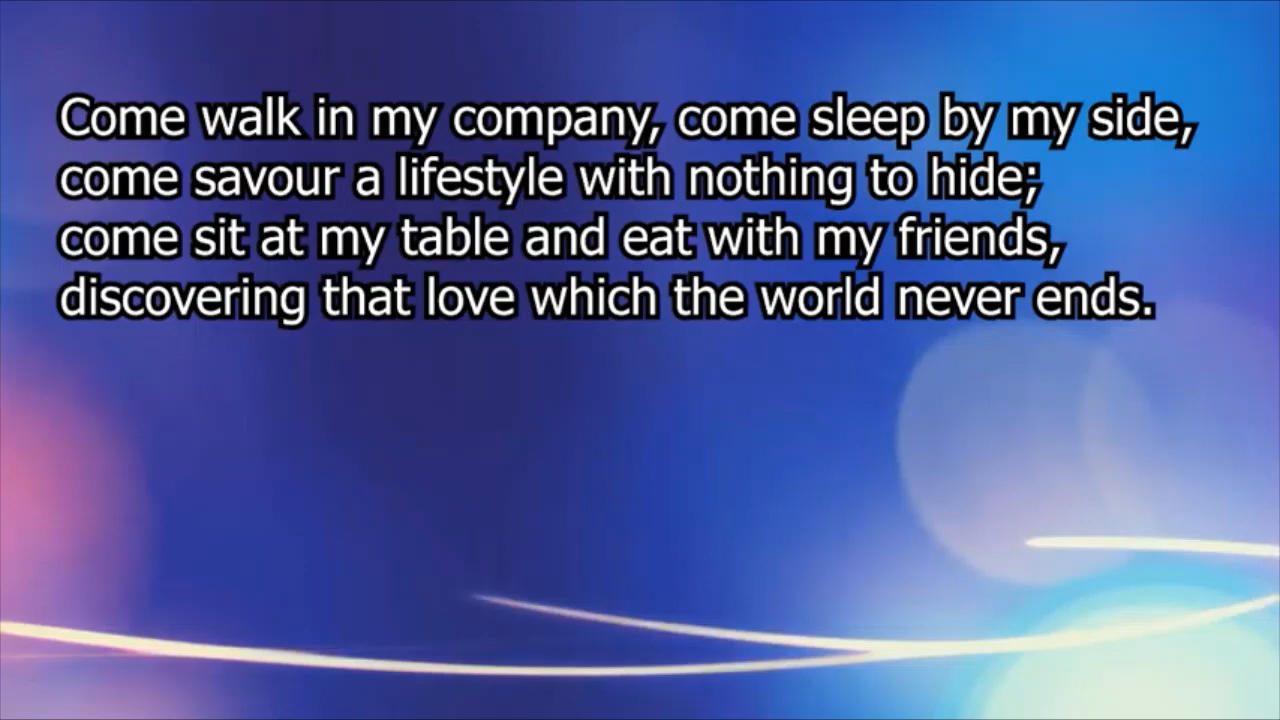 Come walk in my company, come sleep by my side,
come savour a lifestyle with nothing to hide;
come sit at my table and eat with my friends,
discovering that love which the world never ends.